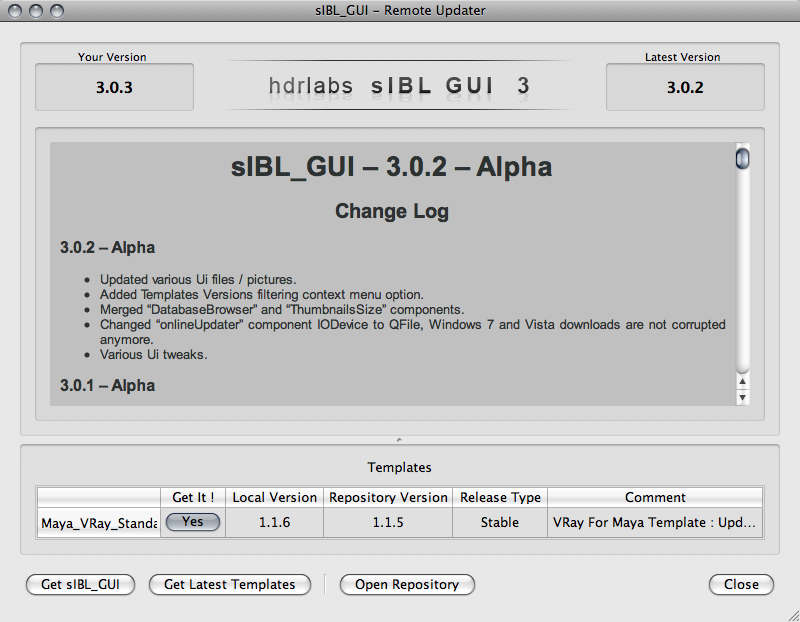 sIBL_GUI – Remote Updater
Your Version
Latest Version
3.0.3
hdrlabs sIBL GUI 3
3.0.2
sIBL_GUI – 3.0.2 – Alpha
Change Log
3.0.2 – Alpha
• Updated various Ui files / pictures.
• Added Templates Versions filtering context menu option.
• Merged “DatabaseBrowser” and “ThumbnailsSize” components.
• Changed “onlineUpdater” component IODevice to QFile, Windows 7 and Vista downloads are not corrupted
anymore.
• Various Ui tweaks.
3.0.1 – Alpha
Templates
Get It ! Local Version Repository Version Release Type Comment
Maya_VRay_Standa Yes 1.1.6 1.1.5 Stable VRay For Maya Template : Upd...
Get sIBL_GUI Get Latest Templates Open Repository Close